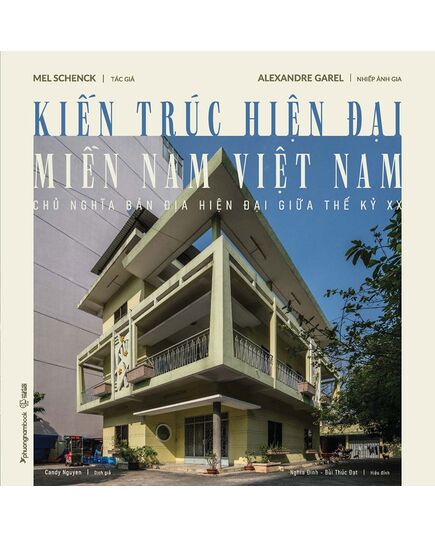 MEL SCHENCK | TÁC GIẢ
ALEXANDRE GAREL | NHIẾP ẢNH GIA
KIẾN TRÚC HIỆN ĐẠI
MIỀN NAM VIỆT NAM
CHỦ NGHĨA BẢN ĐỊA HIỆN ĐẠI GIỮA THẾ KỶ XX
phuongnambook
Candy Nguyen | Dịch giả
Nghĩa Đinh - Bùi Thúc Đạt | Hiệu đính